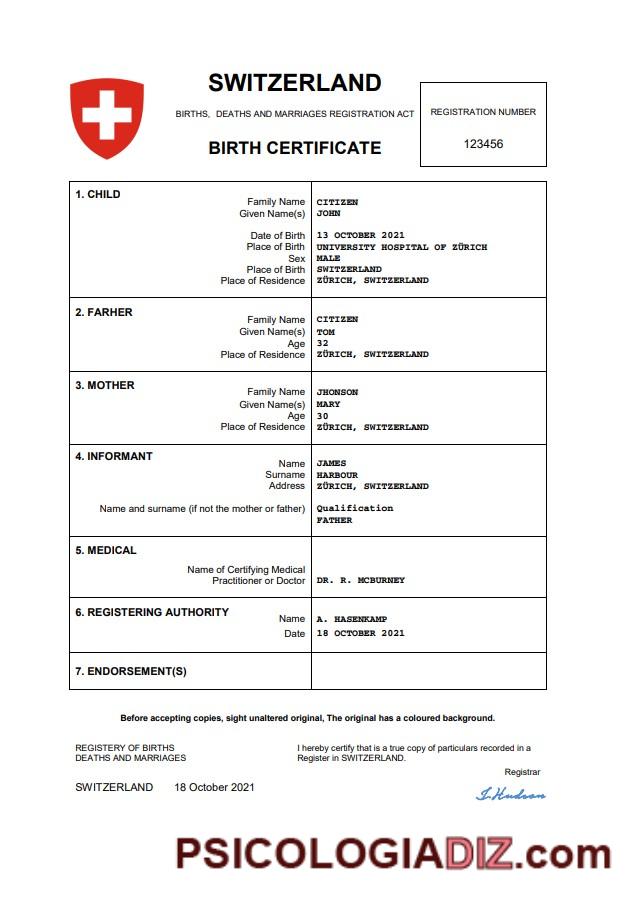 SWITZERLAND
BIRTHS, DEATHS AND MARRIAGES REGISTRATION ACT
BIRTH CERTIFICATE
REGISTRATION NUMBER
123456
1. CHILD
Family Name CITIZEN
Given Name(s) JOHN
Date of Birth 13 OCTOBER 2021
Place of Birth UNIVERSITY HOSPITAL OF ZÜRICH
Sex MALE
Place of Birth SWITZERLAND
Place of Residence ZÜRICH, SWITZERLAND
2. FARHER
Family Name CITIZEN
Given Name(s) TOM
Age 32
Place of Residence ZÜRICH, SWITZERLAND
3. MOTHER
Family Name JHONSON
Given Name(s) MARY
Age 30
Place of Residence ZÜRICH, SWITZERLAND
4. INFORMANT
Name JAMES
Surname HARBOUR
Address ZÜRICH, SWITZERLAND
Name and surname (if not the mother or father) Qualification
FATHER
5. MEDICAL
Name of Certifying Medical
Practitioner or Doctor DR. R. MCBURNEY
6. REGISTERING AUTHORITY
Name A. HASENKAMP
Date 18 OCTOBER 2021
7. ENDORSEMENT(S)
Before accepting copies, sight unaltered original, The original has a coloured background.
REGISTERY OF BIRTHS
DEATHS AND MARRIAGES
I hereby certify that is a true copy of particulars recorded in a
Register in SWITZERLAND.
Registrar
SWITZERLAND 18 October 2021
J.Hudson
PSICOLOGIADIZ.com